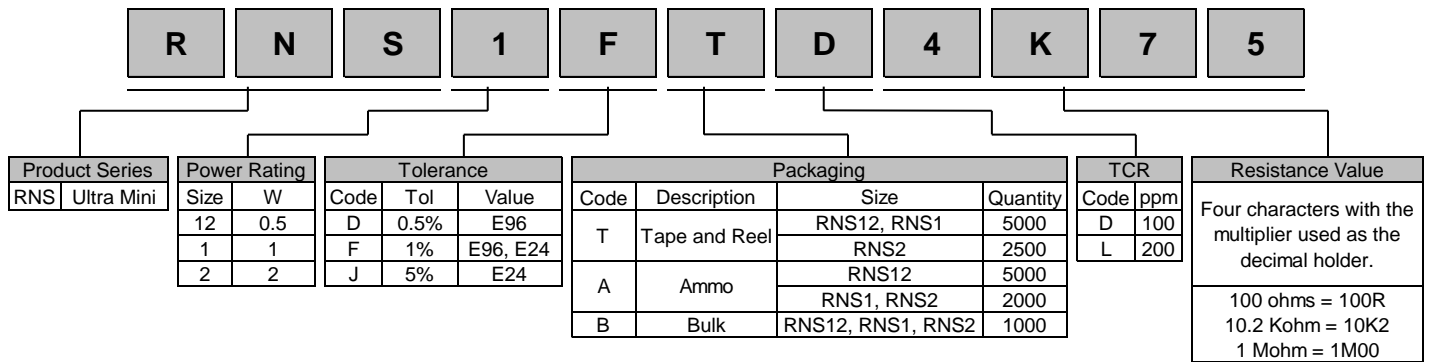 R N S 1 F T D 4 K 7 5
Product Series
RNS Ultra Mini
Power Rating
Size W
12 0.5
1 1
2 2
Tolerance
Code Tol Value
D 0.5% E96
F 1% E96, E24
J 5% E24
Packaging
Code Description Size Quantity
T Tape and Reel RNS12, RNS1 5000
RNS2 2500
A Ammo RNS12 5000
RNS1, RNS2 2000
B Bulk RNS12, RNS1, RNS2 1000
TCR
Code ppm
D 100
L 200
Resistance Value
Four characters with the
multiplier used as the
decimal holder.
100 ohms = 100R
10.2 Kohm = 10K2
1 Mohm = 1M00